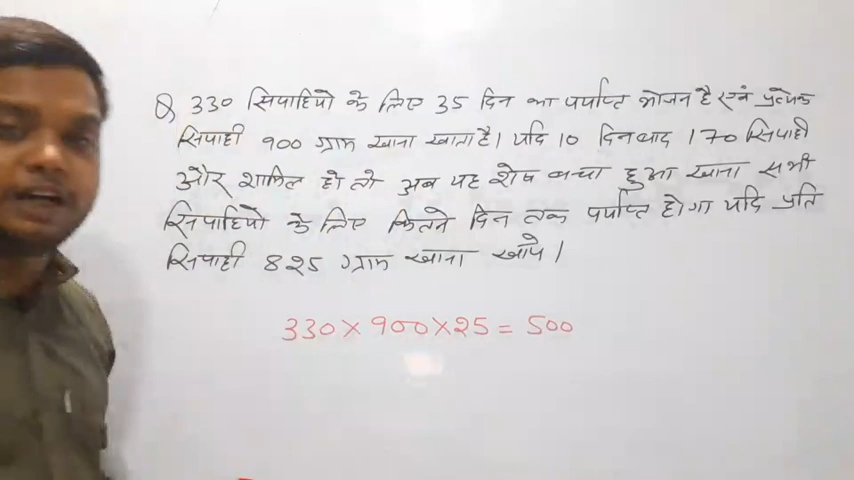 Q, 330 सिपाहियो के लिए 35 दिन का पर्याप्त भोजन है एवं प्रत्येक
सिपाही 900 ग्राम खाना खाता है। यदि 10 दिन बाद 170 सिपाही
और शामिल हो तो अब यह शेष बचा हुआ खाना सभी
सिपाहियो के लिए कितने दिन तक पर्याप्त होगा यदि प्रति
सिपाही 825 ग्राम खाना खाये।
330×900×25 = 500